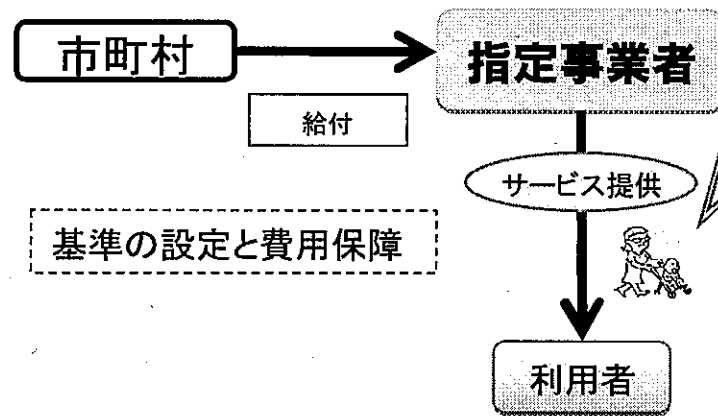 市町村
指定事業者
給付
サービス提供
基準の設定と費用保障
利用者